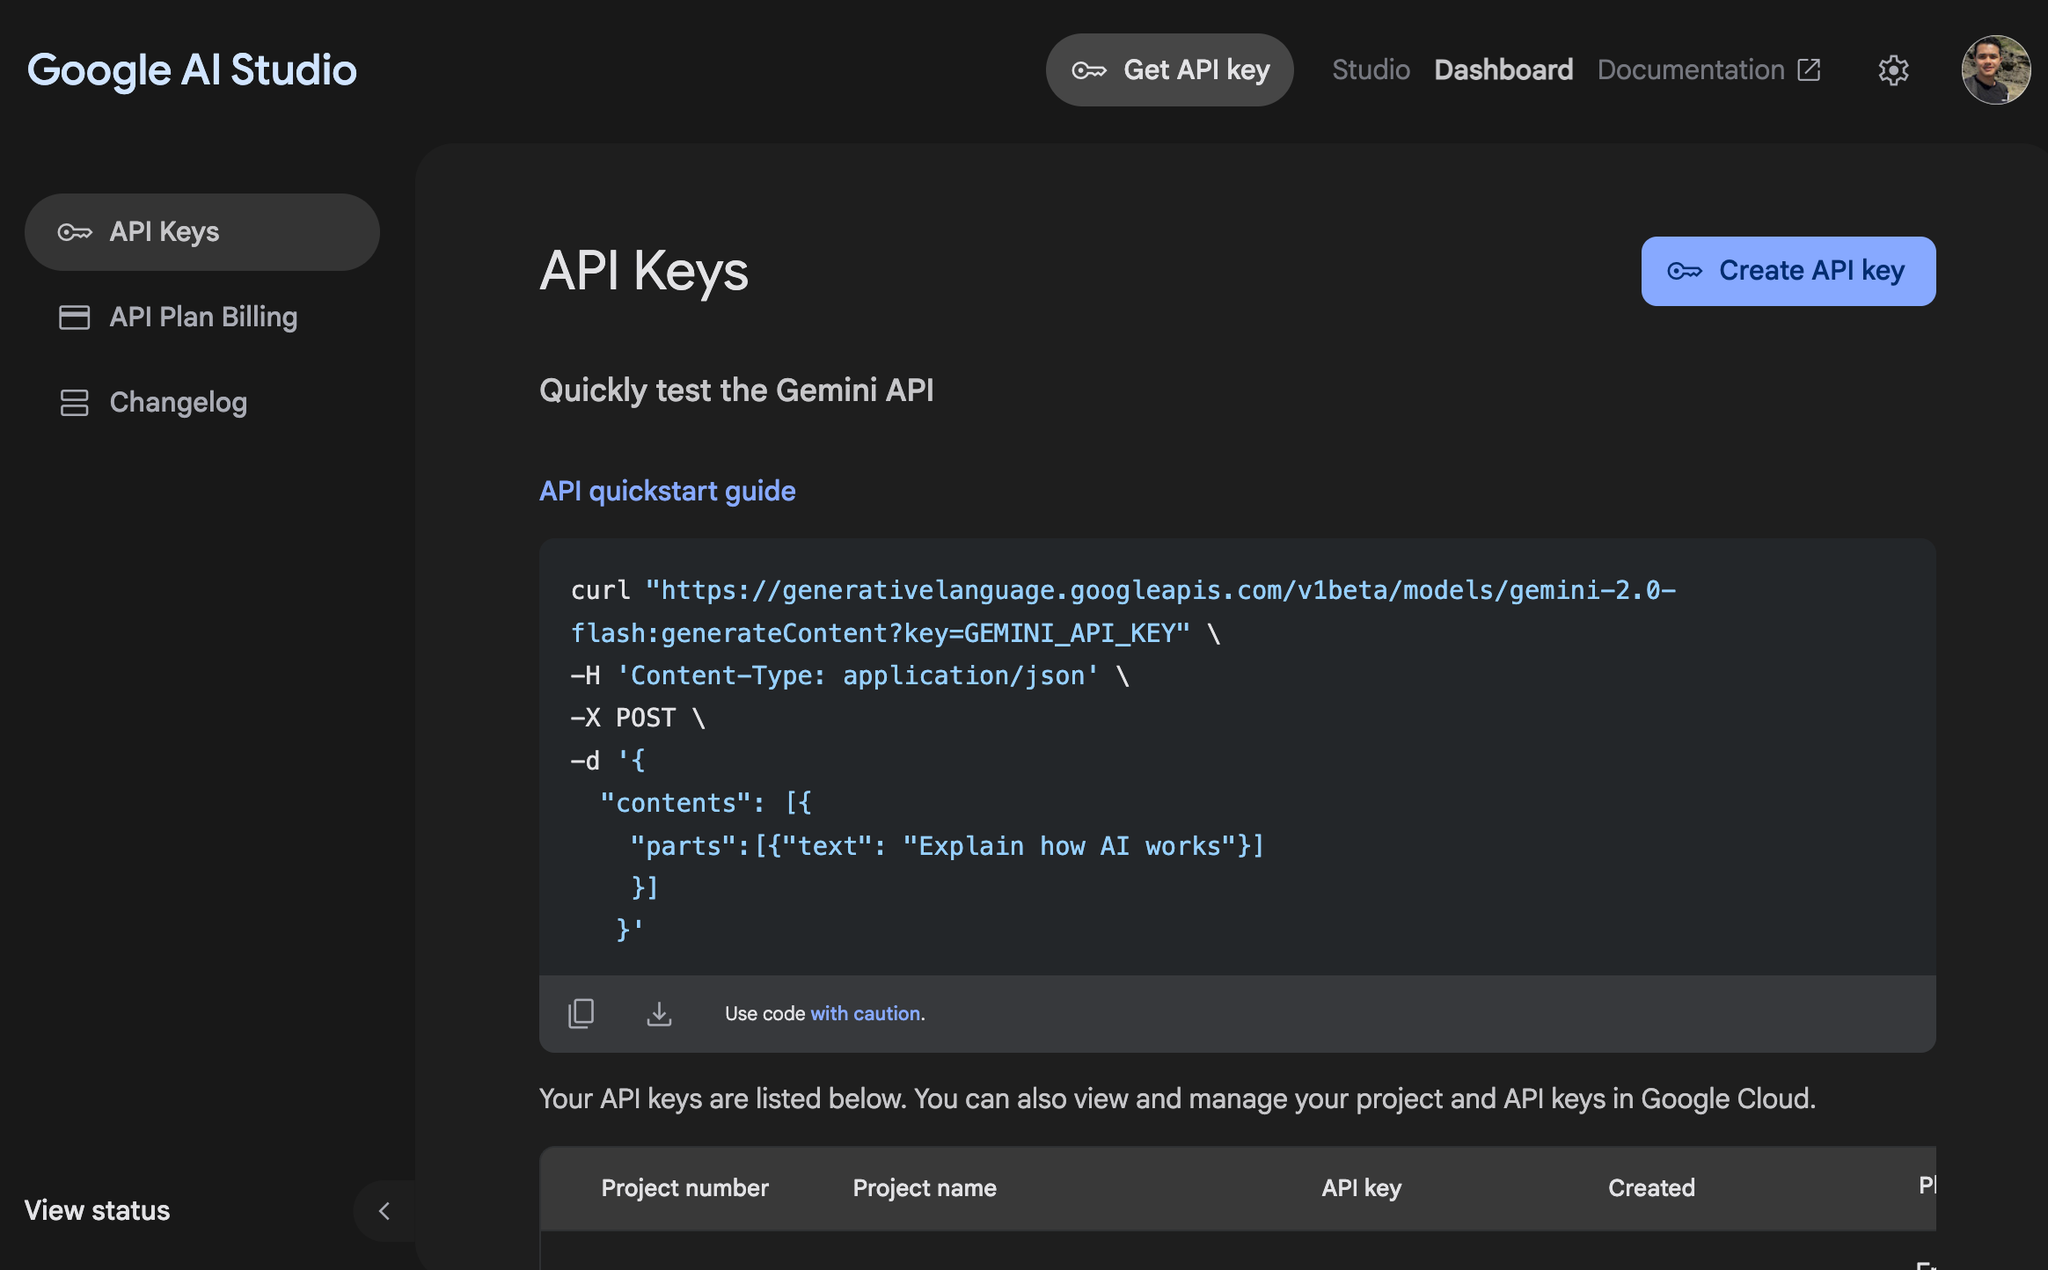 Google AI Studio
Get API key
Studio
Dashboard
Documentation
API Keys
API Plan Billing
Changelog
View status
API Keys
Create API key
Quickly test the Gemini API
API quickstart guide
curl "https://generativelanguage.googleapis.com/v1beta/models/gemini-2.0-
flash:generateContent?key=GEMINI_API_KEY" \
-H 'Content-Type: application/json' \
-X POST \
-d '{
  "contents": [{
    "parts":[{"text": "Explain how AI works"}]
    }]
   }'
Use code with caution.
Your API keys are listed below. You can also view and manage your project and API keys in Google Cloud.
Project number
Project name
API key
Created